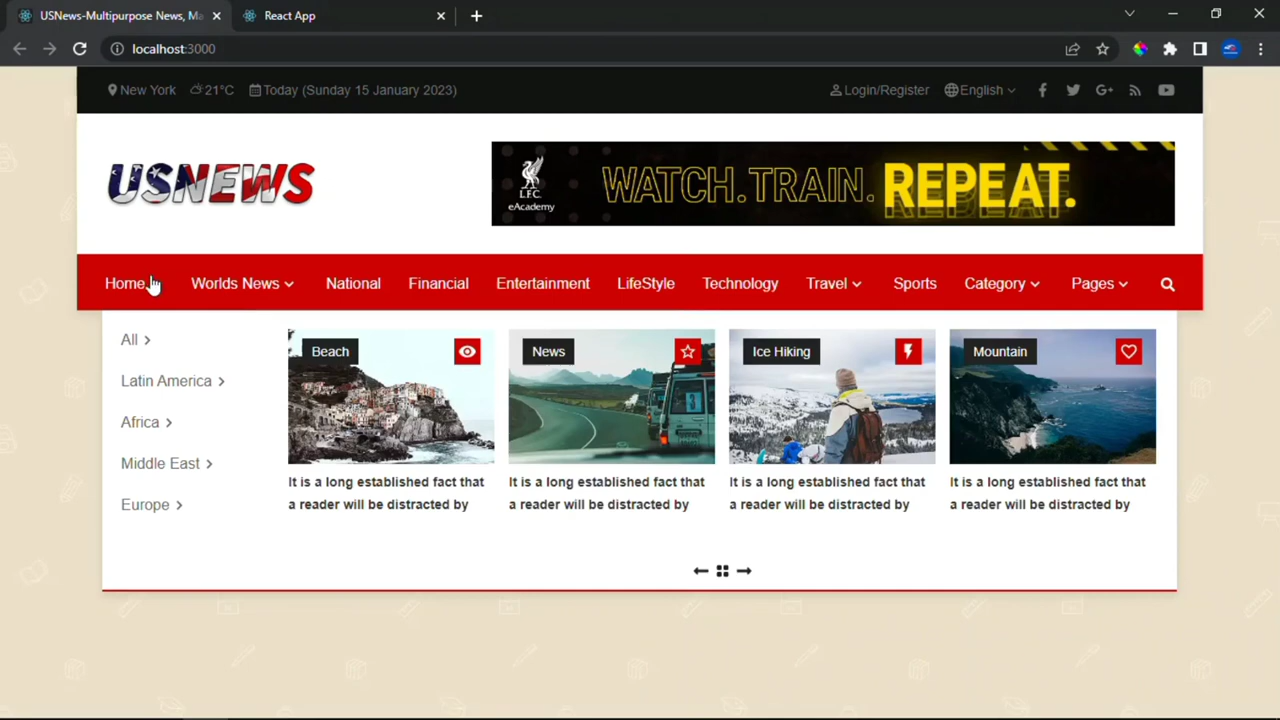 USNews-Multipurpose News, Ma
React App
localhost:3000
New York 21°C Today (Sunday 15 January 2023) Login/Register English G+
USNEWS
L.F.C.
eAcademy
WATCH. TRAIN. REPEAT.
Home Worlds News National Financial Entertainment LifeStyle Technology Travel Sports Category Pages
All
Latin America
Africa
Middle East
Europe
Beach
It is a long established fact that
a reader will be distracted by
News
3
It is a long established fact that
a reader will be distracted by
Ice Hiking
It is a long established fact that
a reader will be distracted by
Mountain
It is a long established fact that
a reader will be distracted by